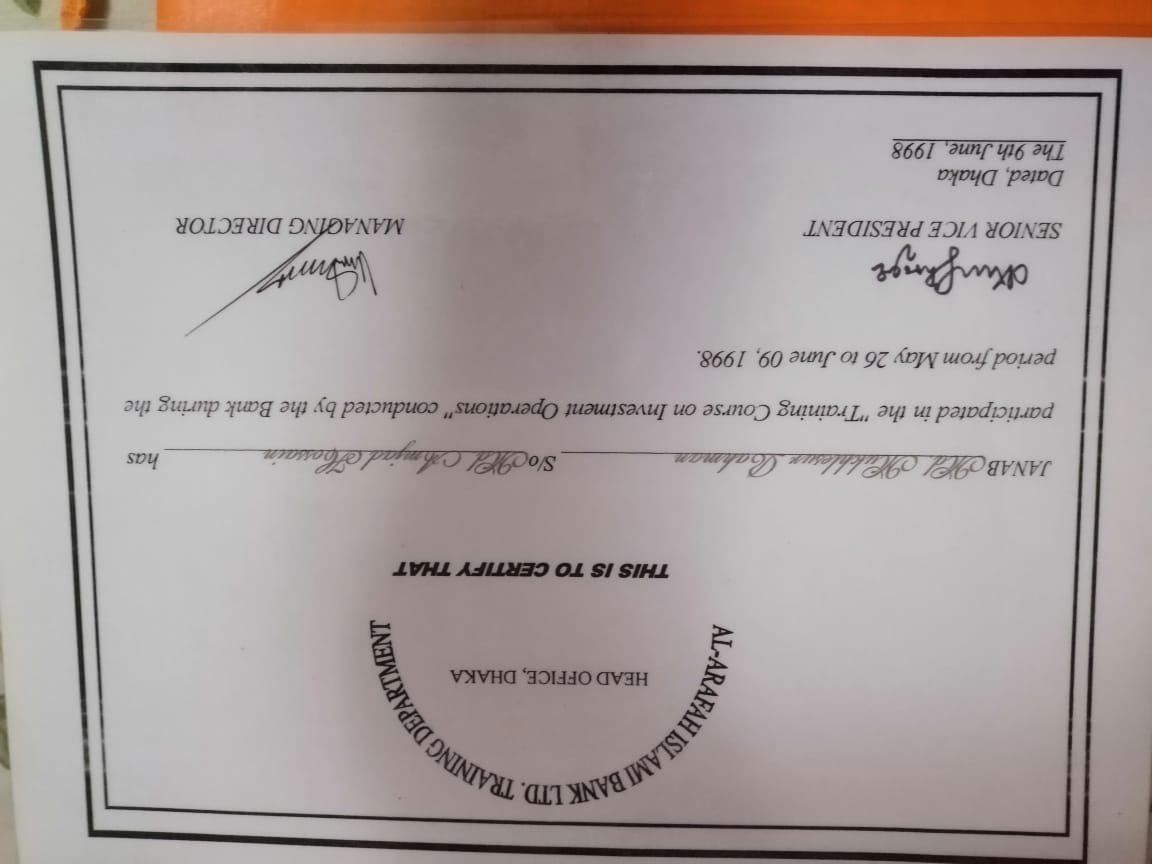 AL-ARAFAH ISLAMI BANK LTD. TRAINING DEPARTMENT
HEAD OFFICE, DHAKA
THIS IS TO CERTIFY THAT
JANAB Md Mukhlesur Rahman S/o Md Amjad Hossain has
participated in the "Training Course on Investment Operations" conducted by the Bank during the
period from May 26 to June 09, 1998.
SENIOR VICE PRESIDENT MANAGING DIRECTOR
Dated, Dhaka
The 9th June, 1998